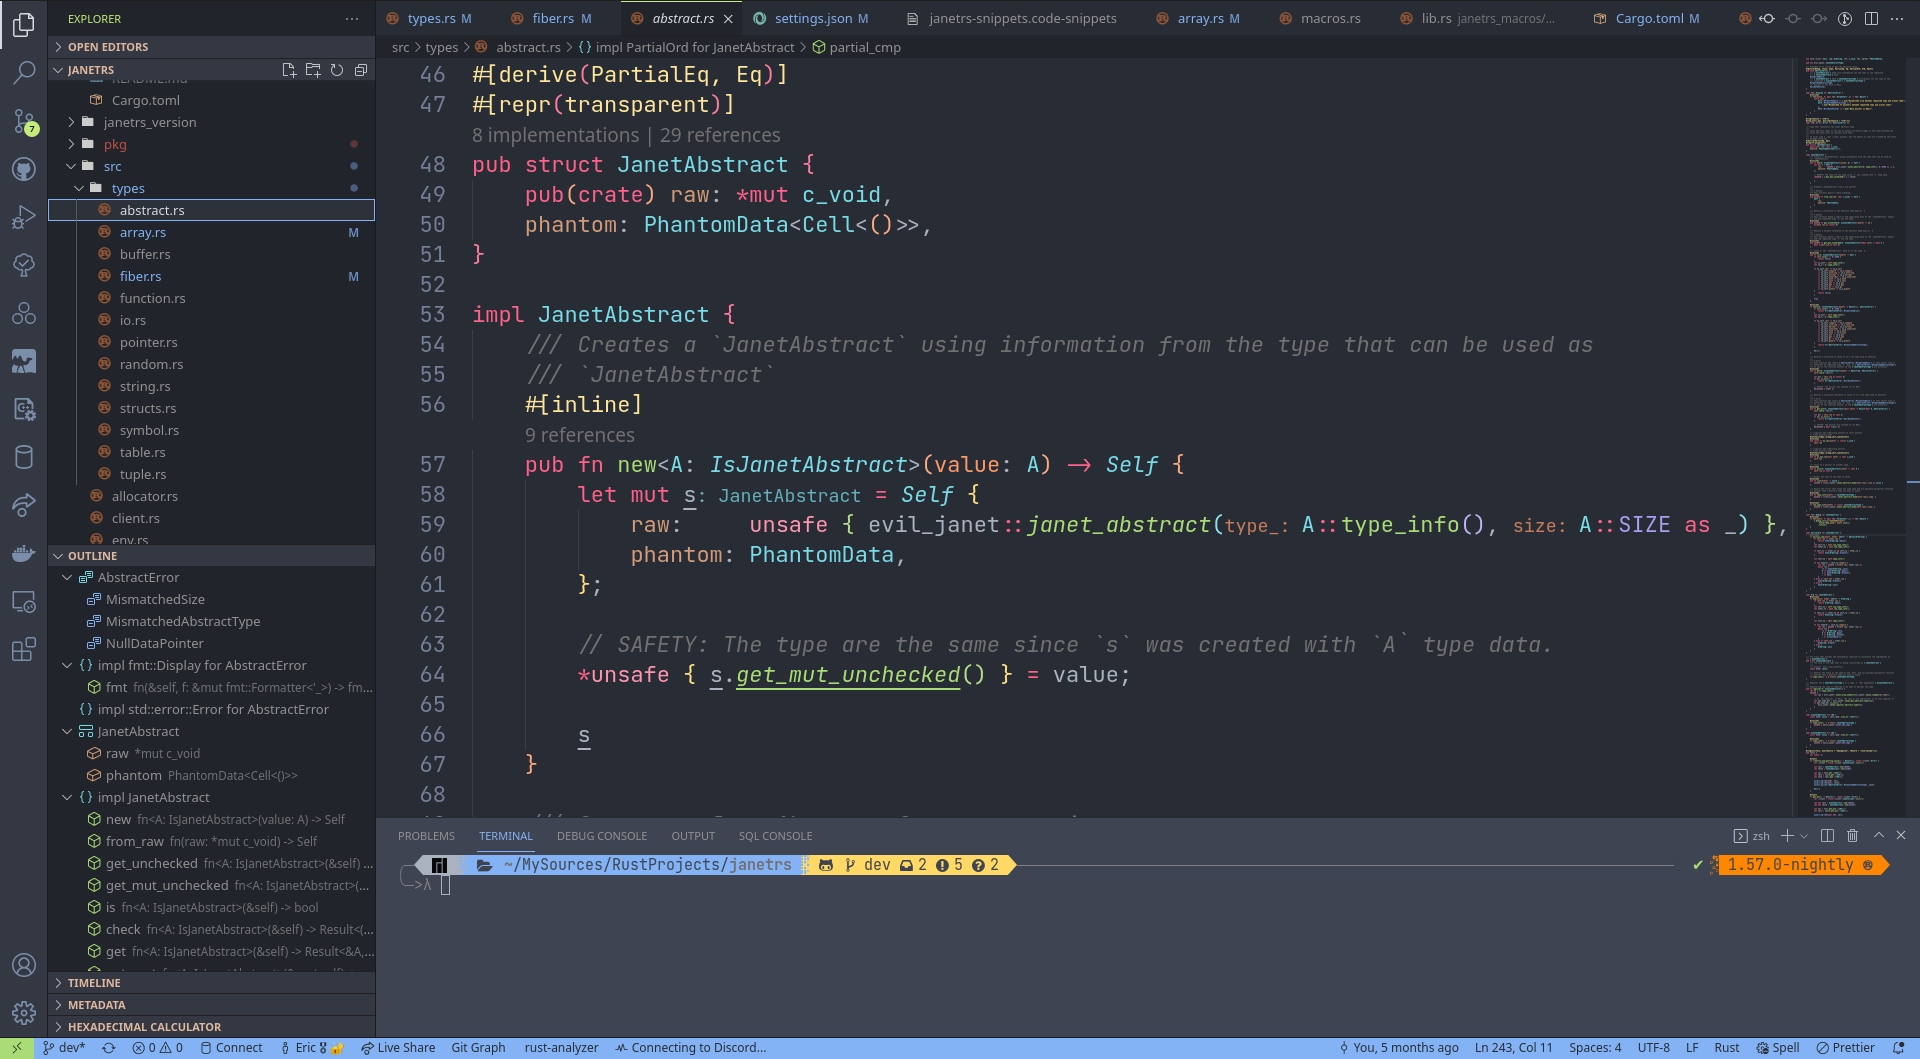 EXPLORER
types.rs M
fiber.rs M
abstract.rs
settings.json M
janetrs-snippets.code-snippets
array.rs M
macros.rs
lib.rs janetrs_macros/...
Cargo.toml M
OPEN EDITORS
src > types > abstract.rs > {} impl PartialOrd for JanetAbstract > partial_cmp
JANETRS
README.md
Cargo.toml
janetrs_version
pkg
src
types
abstract.rs
array.rs M
buffer.rs
fiber.rs M
function.rs
io.rs
pointer.rs
random.rs
string.rs
structs.rs
symbol.rs
table.rs
tuple.rs
allocator.rs
client.rs
env.rs
OUTLINE
AbstractError
MismatchedSize
MismatchedAbstractType
NullDataPointer
{} impl fmt::Display for AbstractError
fmt fn(&self, f: &mut fmt::Formatter<'_>) -> fm...
{} impl std::error::Error for AbstractError
JanetAbstract
raw *mut c_void
phantom PhantomData<Cell<()>>
{} impl JanetAbstract
new fn<A: IsJanetAbstract>(value: A) -> Self
from_raw fn(raw: *mut c_void) -> Self
get_unchecked fn<A: IsJanetAbstract>(&self) ...
get_mut_unchecked fn<A: IsJanetAbstract>(...
is fn<A: IsJanetAbstract>(&self) -> bool
check fn<A: IsJanetAbstract>(&self) -> Result<(...
get fn<A: IsJanetAbstract>(&self) -> Result<&A,...
TIMELINE
METADATA
HEXADECIMAL CALCULATOR
46 #[derive(PartialEq, Eq)]
47 #[repr(transparent)]
8 implementations | 29 references
48 pub struct JanetAbstract {
49 pub(crate) raw: *mut c_void,
50 phantom: PhantomData<Cell<()>>,
51 }
52
53 impl JanetAbstract {
54 /// Creates a `JanetAbstract` using information from the type that can be used as
55 /// `JanetAbstract`
56 #[inline]
9 references
57 pub fn new<A: IsJanetAbstract>(value: A) -> Self {
58 let mut s: JanetAbstract = Self {
59 raw: unsafe { evil_janet::janet_abstract(type_: A::type_info(), size: A::SIZE as _) },
60 phantom: PhantomData,
61 };
62
63 // SAFETY: The type are the same since `s` was created with `A` type data.
64 *unsafe { s.get_mut_unchecked() } = value;
65
66 s
67 }
68
PROBLEMS TERMINAL DEBUG CONSOLE OUTPUT SQL CONSOLE
zsh
~/MySources/RustProjects/janetrs dev 2 5 2
✔ 1.57.0-nightly
>λ
7
dev* 0 0 Connect Eric Live Share Git Graph rust-analyzer Connecting to Discord...
You, 5 months ago Ln 243, Col 11 Spaces: 4 UTF-8 LF Rust Spell Prettier